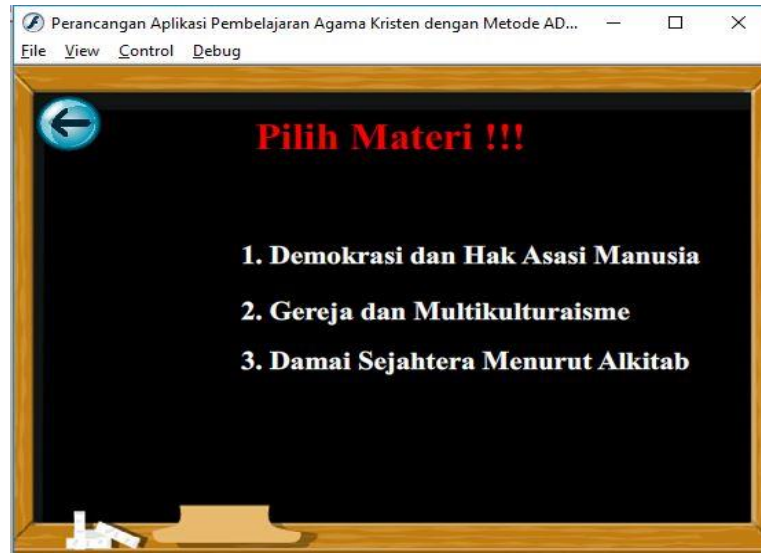 Perancangan Aplikasi Pembelajaran Agama Kristen dengan Metode AD...
File View Control Debug
Pilih Materi !!!
1. Demokrasi dan Hak Asasi Manusia
2. Gereja dan Multikulturaisme
3. Damai Sejahtera Menurut Alkitab